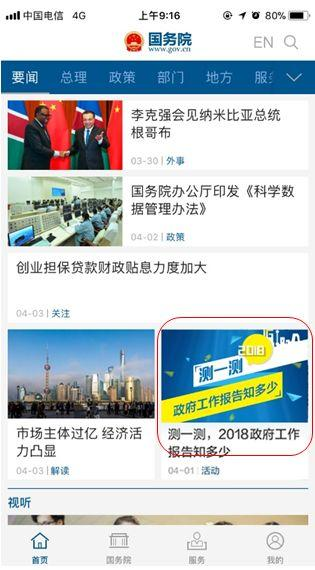 中国电信 4G 上午9:16 80%
国务院
www.gov.cn
EN
要闻 总理 政策 部门 地方
李克强会见纳米比亚总统
根哥布
03-30 | 外事
国务院办公厅印发《科学数
据管理办法》
04-02 | 政策
创业担保贷款财政贴息力度加大
04-03 | 关注
2018
测一测
政府工作报告知多少
市场主体过亿 经济活
力凸显
04-03 | 解读
测一测，2018政府工作
报告知多少
04-01 | 活动
视听
首页 国务院 服务 我的